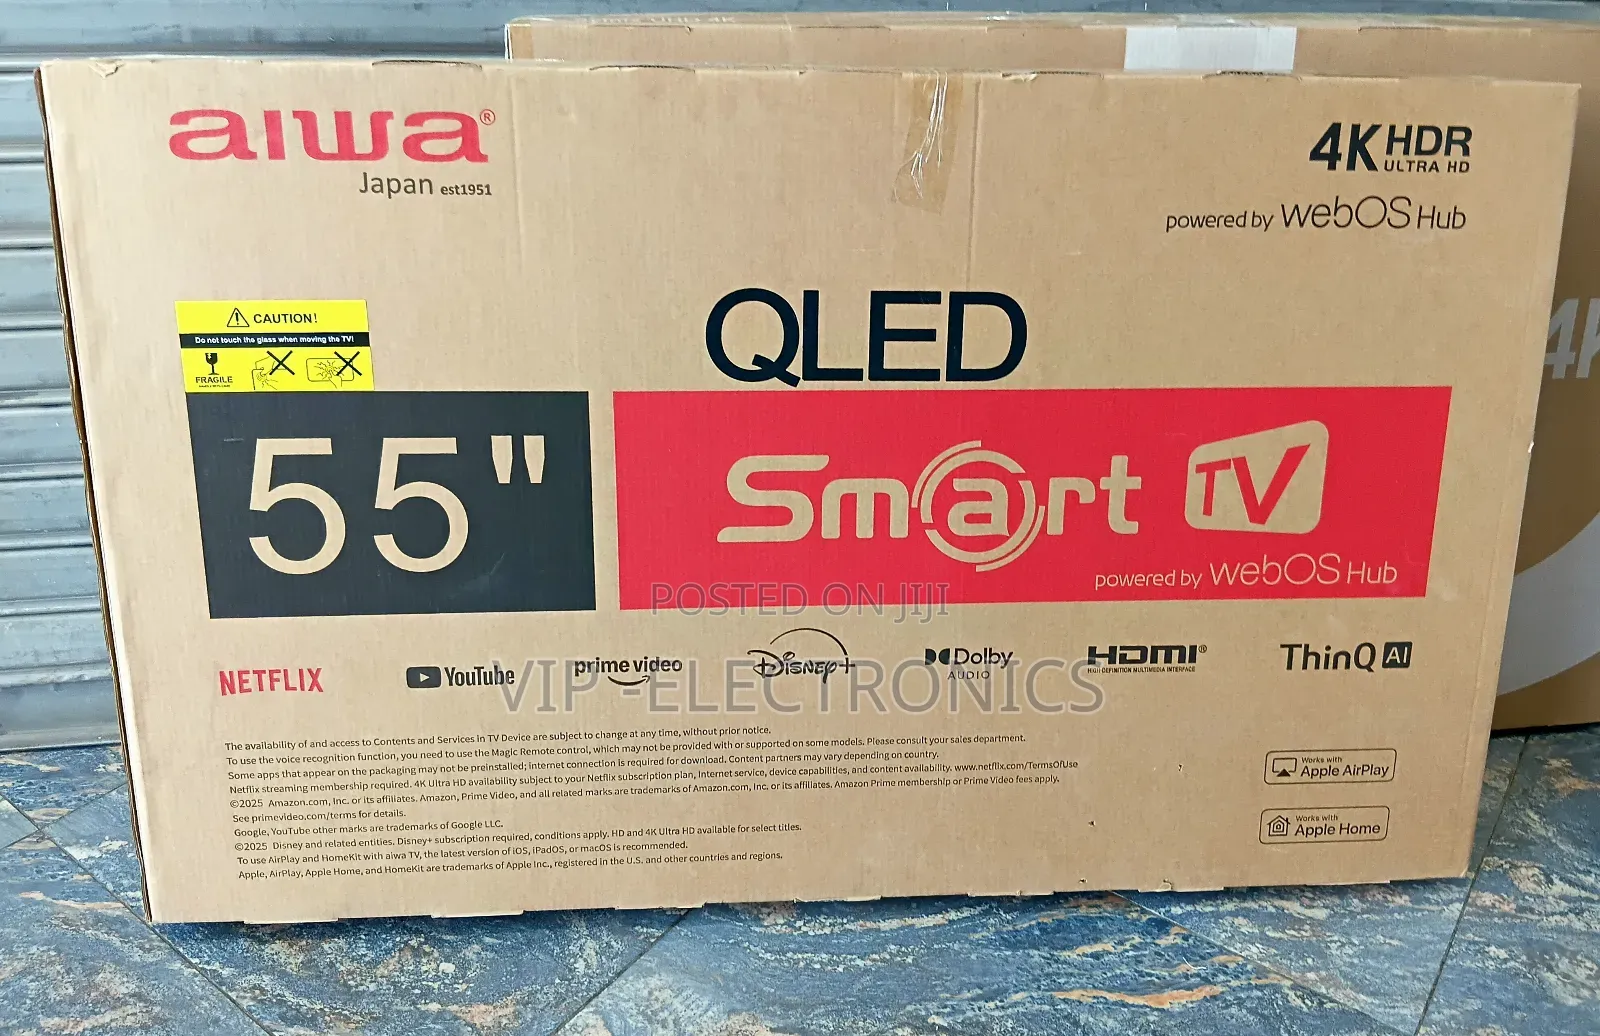 4K
aiwa®
Japan est1951
4K HDR
ULTRA HD
powered by webOS Hub
CAUTION!
Do not touch the glass when moving the TV!
FRAGILE
QLED
55"
Smart TV
powered by webOS Hub
POSTED ON JIJI
VIP-ELECTRONICS
NETFLIX
YouTube
prime video
Disney+
Dolby
AUDIO
HDMI®
HIGH-DEFINITION MULTIMEDIA INTERFACE
ThinQ AI
The availability of and access to Contents and Services in TV Device are subject to change at any time, without prior notice.
To use the voice recognition function, you need to use the Magic Remote control, which may not be provided with or supported on some models. Please consult your sales department.
Some apps that appear on the packaging may not be preinstalled; internet connection is required for download. Content partners may vary depending on country.
Netflix streaming membership required. 4K Ultra HD availability subject to your Netflix subscription plan, Internet service, device capabilities, and content availability. www.netflix.com/TermsOfUse
©2025 Amazon.com, Inc. or its affiliates. Amazon, Prime Video, and all related marks are trademarks of Amazon.com, Inc. or its affiliates. Amazon Prime membership or Prime Video fees apply.
See primevideo.com/terms for details.
Google, YouTube other marks are trademarks of Google LLC.
©2025 Disney and related entities. Disney+ subscription required, conditions apply. HD and 4K Ultra HD available for select titles.
To use AirPlay and HomeKit with aiwa TV, the latest version of iOS, iPadOS, or macOS is recommended.
Apple, AirPlay, Apple Home, and HomeKit are trademarks of Apple Inc., registered in the U.S. and other countries and regions.
Works with
Apple AirPlay
Works with
Apple Home